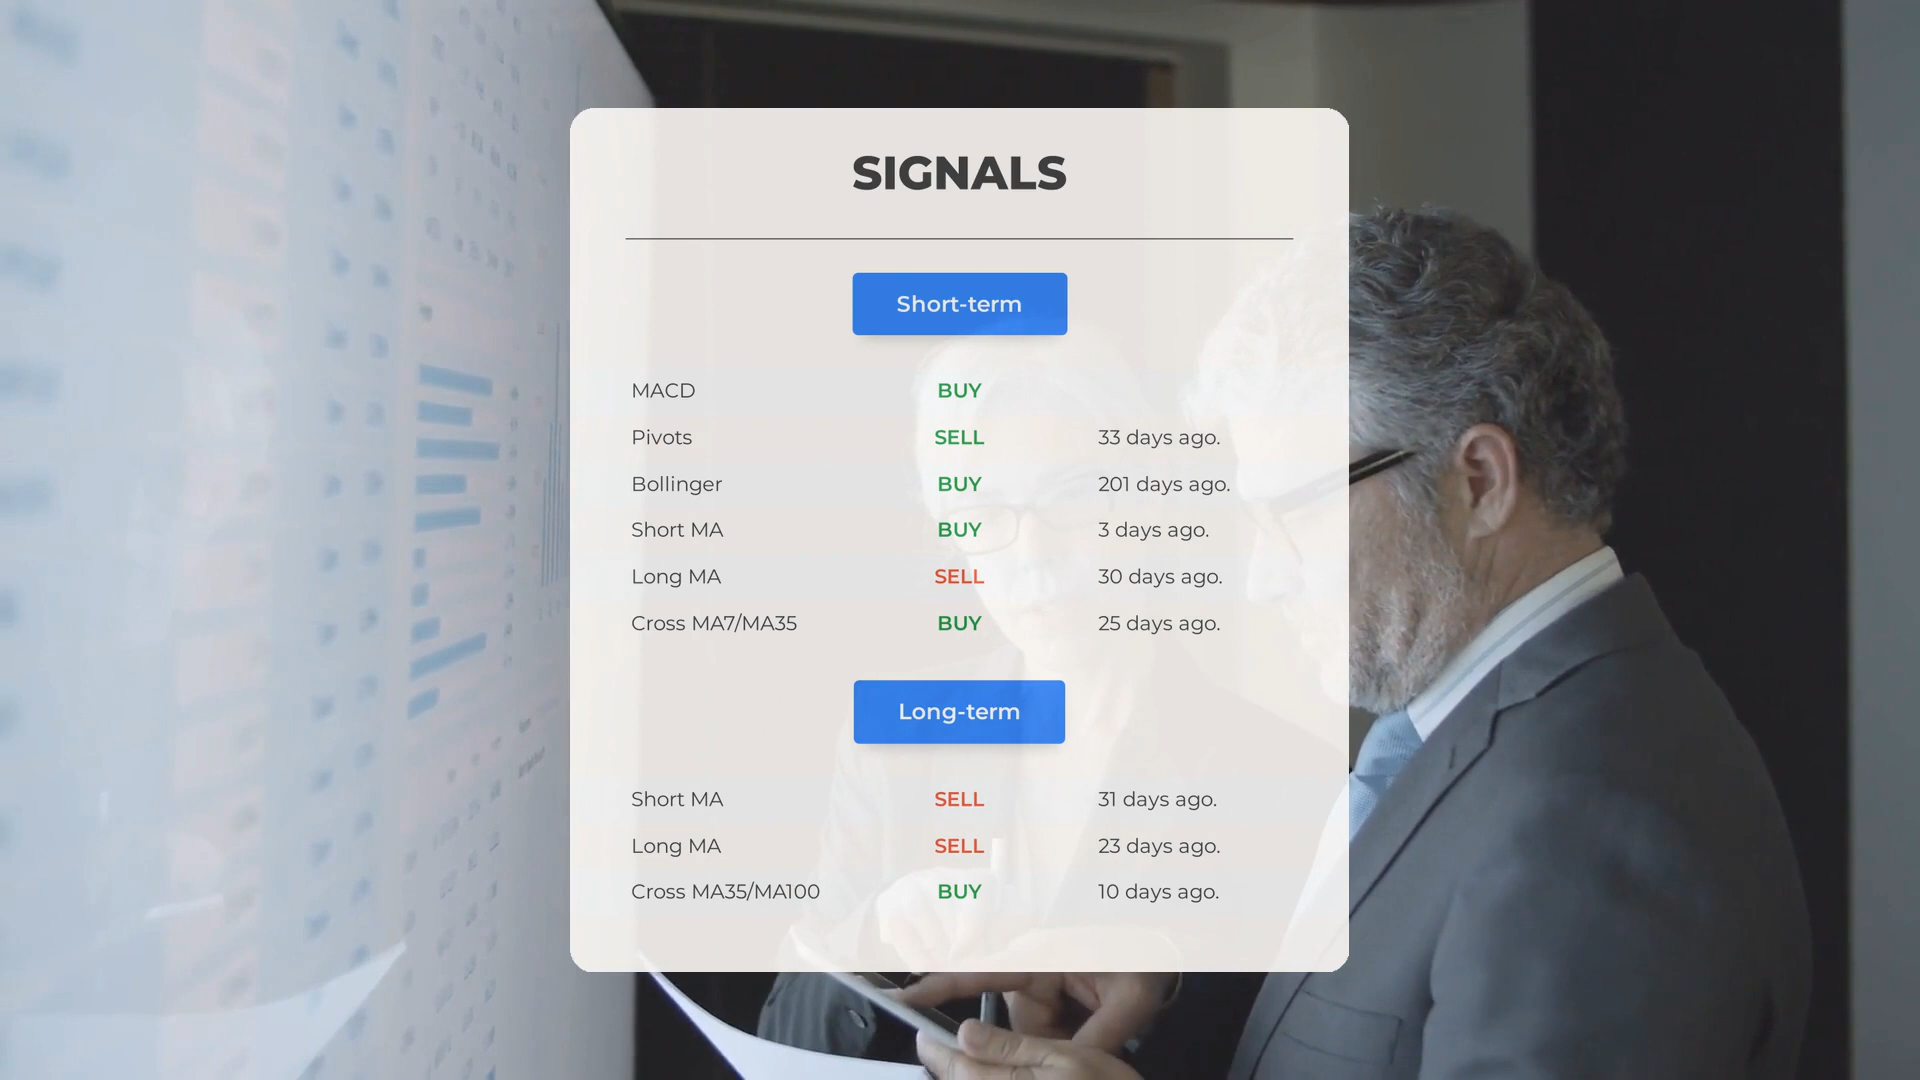 SIGNALS
Short-term
MACD BUY
Pivots SELL 33 days ago.
Bollinger BUY 201 days ago.
Short MA BUY 3 days ago.
Long MA SELL 30 days ago.
Cross MA7/MA35 BUY 25 days ago.
Long-term
Short MA SELL 31 days ago.
Long MA SELL 23 days ago.
Cross MA35/MA100 BUY 10 days ago.